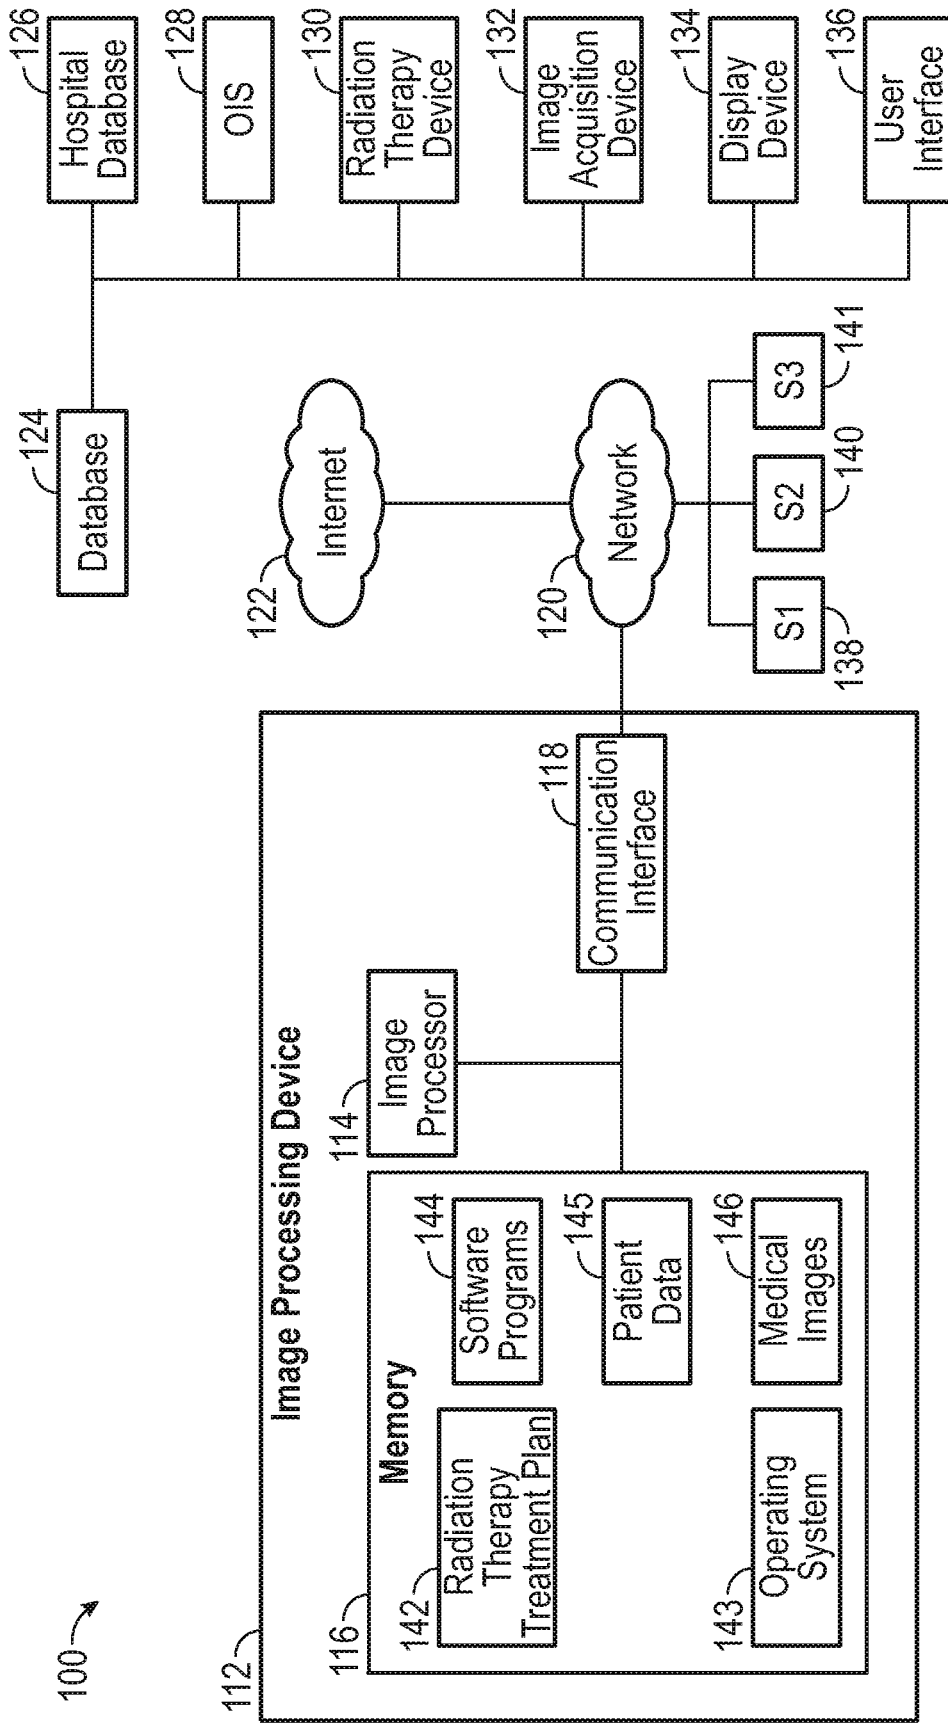 100
112
Image Processing Device
116
Memory
142
Radiation
Therapy
Treatment Plan
144
Software
Programs
145
Patient
Data
143
Operating
System
146
Medical
Images
114
Image
Processor
118
Communication
Interface
122
Internet
120
Network
138
S1
140
S2
141
S3
124
Database
126
Hospital
Database
128
OIS
130
Radiation
Therapy
Device
132
Image
Acquisition
Device
134
Display
Device
136
User
Interface